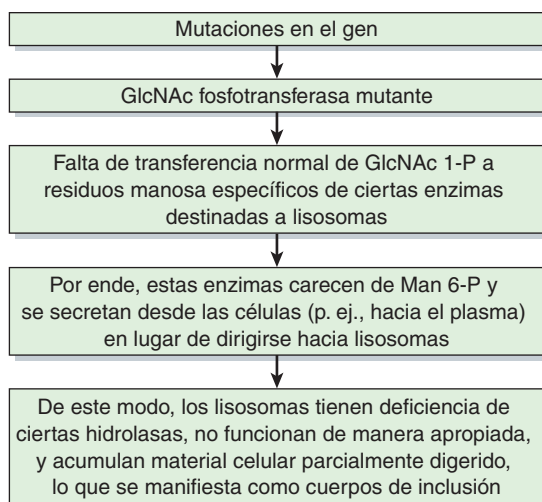 Mutaciones en el gen
GlcNAc fosfotransferasa mutante
Falta de transferencia normal de GlcNAc 1-P a
residuos manosa específicos de ciertas enzimas
destinadas a lisosomas
Por ende, estas enzimas carecen de Man 6-P y
se secretan desde las células (p. ej., hacia el plasma)
en lugar de dirigirse hacia lisosomas
De este modo, los lisosomas tienen deficiencia de
ciertas hidrolasas, no funcionan de manera apropiada,
y acumulan material celular parcialmente digerido,
lo que se manifiesta como cuerpos de inclusión